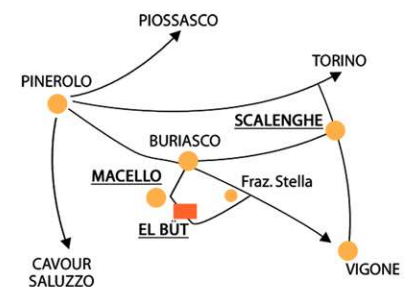 PIOSSASCO
TORINO
PINEROLO
SCALENGHE
BURIASCO
MACELLO
Fraz. Stella
EL BÜT
CAVOUR
SALUZZO
VIGONE